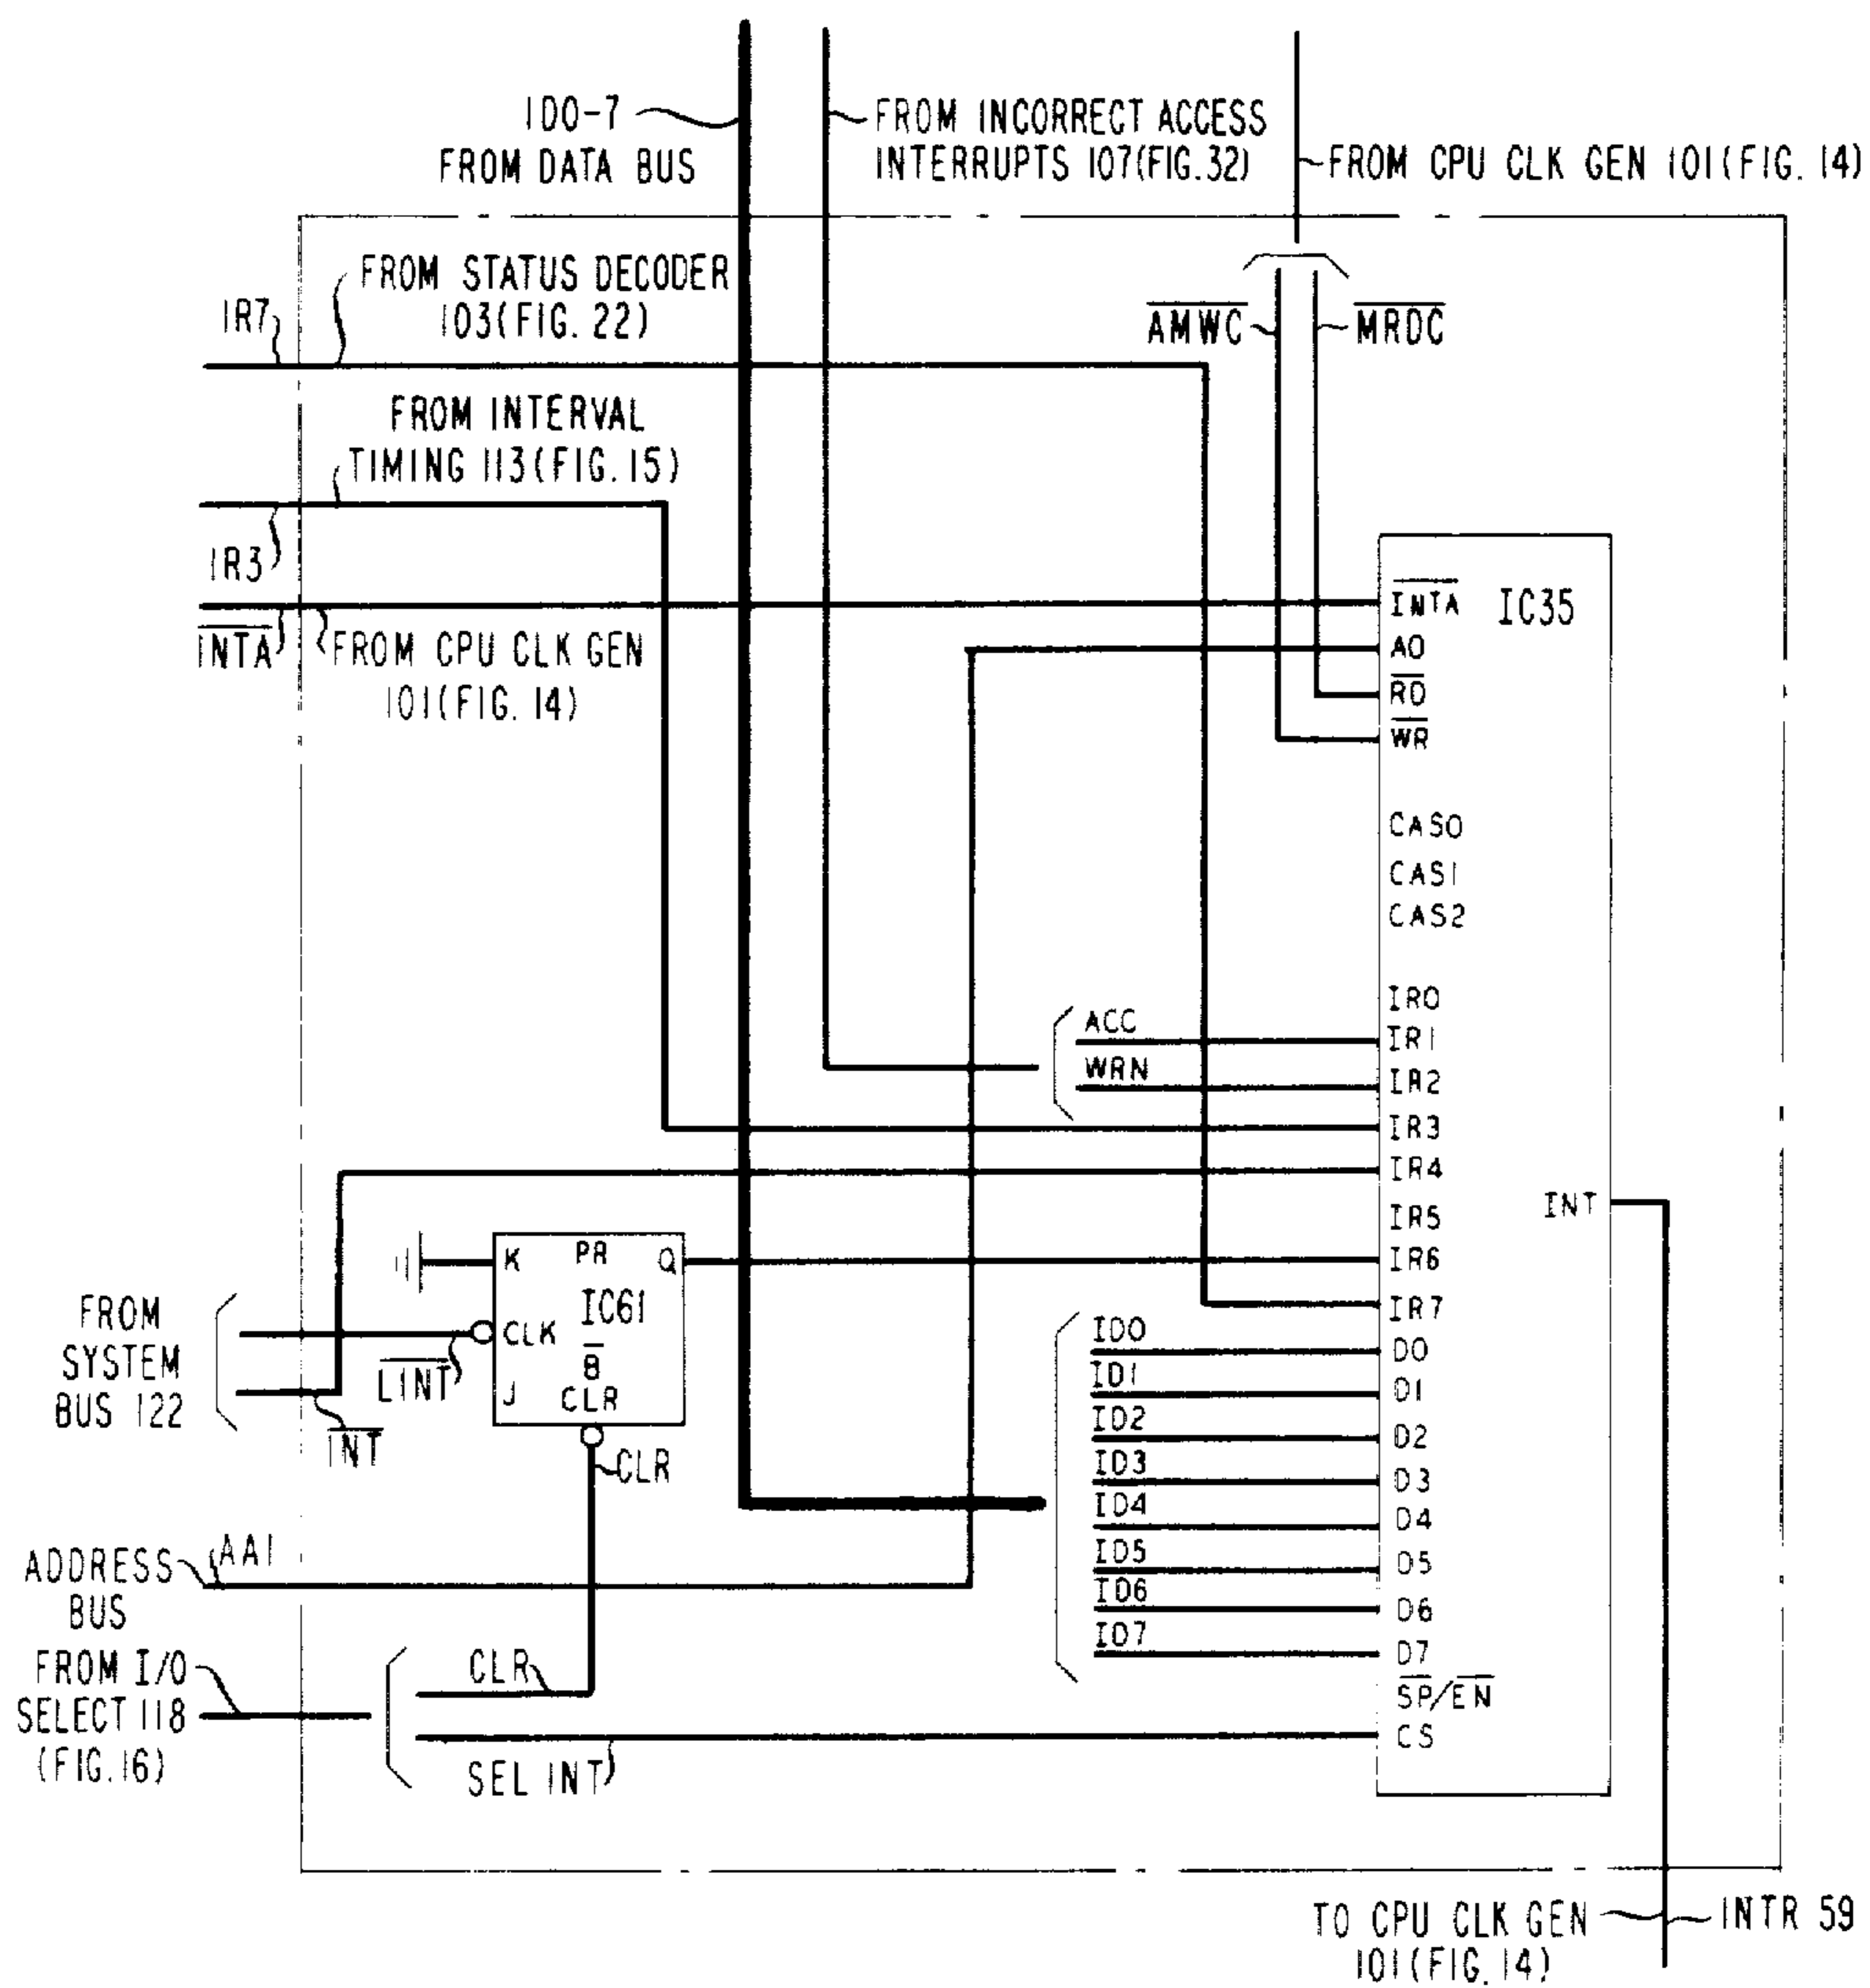 ID0-7
FROM DATA BUS
FROM INCORRECT ACCESS
INTERRUPTS 107(FIG.32)
FROM CPU CLK GEN 101(FIG. 14)
FROM STATUS DECODER
103(FIG. 22)
IR7
AMWC
MRDC
FROM INTERVAL
TIMING 113(FIG. 15)
IR3
INTA
FROM CPU CLK GEN
101(FIG. 14)
IC35
INTA
A0
RD
WR
CAS0
CAS1
CAS2
IR0
IR1
IR2
IR3
IR4
IR5
IR6
IR7
D0
D1
D2
D3
D4
D5
D6
D7
SP/EN
CS
INT
ACC
WRN
K
PR
Q
IC61
CLK
8
J
CLR
FROM
SYSTEM
BUS 122
LINT
INT
CLR
ID0
ID1
ID2
ID3
ID4
ID5
ID6
ID7
AA1
ADDRESS
BUS
FROM I/O
SELECT 118
(FIG.16)
CLR
SEL INT
TO CPU CLK GEN
101(FIG. 14)
INTR 59